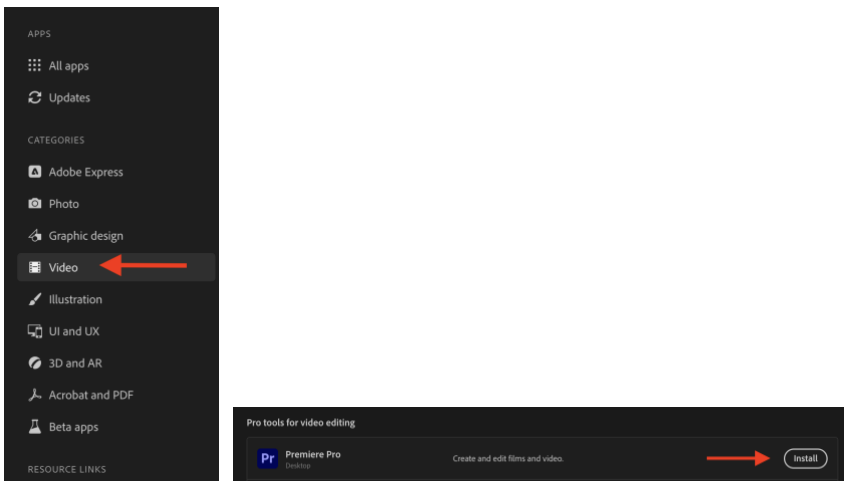 APPS
All apps
Updates
CATEGORIES
Adobe Express
Photo
Graphic design
Video
Illustration
UI and UX
3D and AR
Acrobat and PDF
Beta apps
RESOURCE LINKS
Pro tools for video editing
Pr Premiere Pro
Desktop
Create and edit films and video.
Install